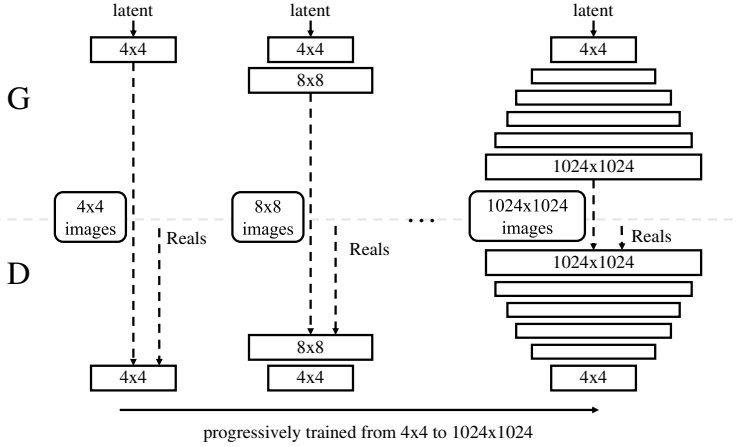 latent
latent
latent
4x4
4x4
4x4
8x8
G
1024x1024
4x4
images
8x8
images
...
1024x1024
images
Reals
Reals
Reals
D
1024x1024
8x8
4x4
4x4
4x4
progressively trained from 4x4 to 1024x1024